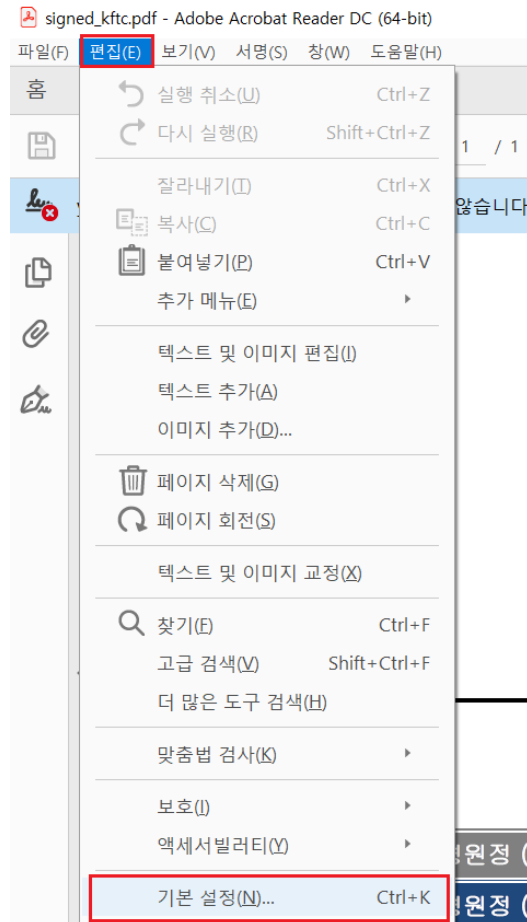 signed_kftc.pdf - Adobe Acrobat Reader DC (64-bit)
파일(F) 편집(E) 보기(V) 서명(S) 창(W) 도움말(H)
홈
실행 취소(U) Ctrl+Z
다시 실행(R) Shift+Ctrl+Z
1 / 1
잘라내기(T) Ctrl+X
않습니다
복사(C) Ctrl+C
붙여넣기(P) Ctrl+V
추가 메뉴(E)
텍스트 및 이미지 편집(I)
텍스트 추가(A)
이미지 추가(D)...
페이지 삭제(G)
페이지 회전(S)
텍스트 및 이미지 교정(X)
찾기(F) Ctrl+F
고급 검색(V) Shift+Ctrl+F
더 많은 도구 검색(H)
맞춤법 검사(K)
보호(I)
액세서빌러티(Y)
원정 (
기본 설정(N)... Ctrl+K
원정 (